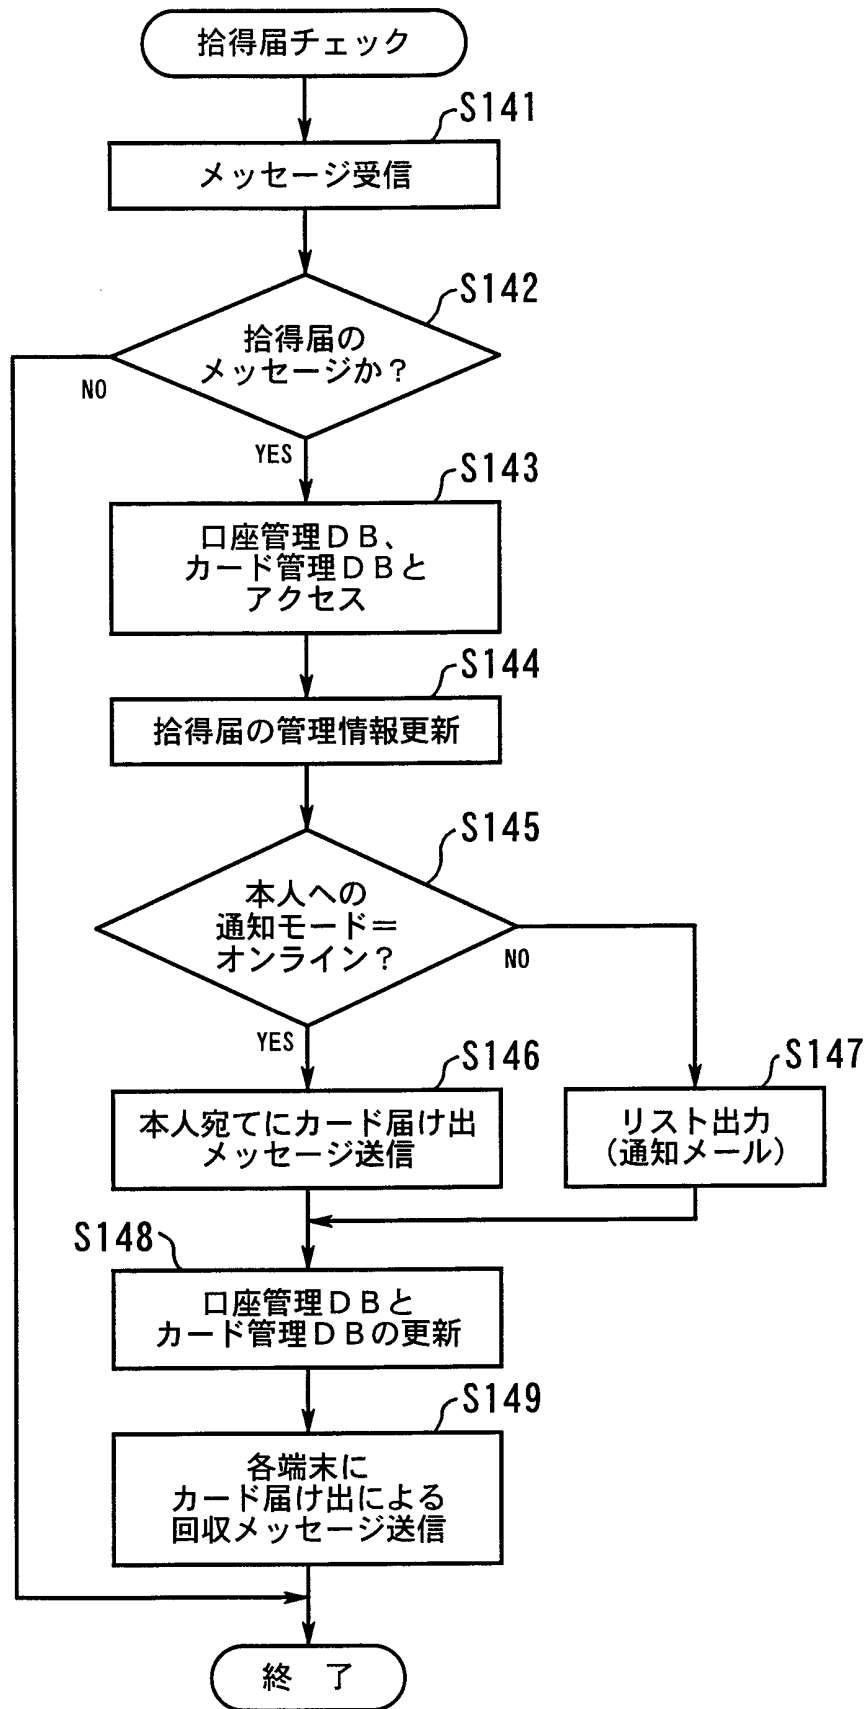 拾得届チェック
S141
メッセージ受信
S142
拾得届の
メッセージか？
NO
YES
S143
口座管理ＤＢ、
カード管理ＤＢと
アクセス
S144
拾得届の管理情報更新
S145
本人への
通知モード＝
オンライン？
NO
YES
S146
本人宛てにカード届け出
メッセージ送信
S147
リスト出力
（通知メール）
S148
口座管理ＤＢと
カード管理ＤＢの更新
S149
各端末に
カード届け出による
回収メッセージ送信
終　了